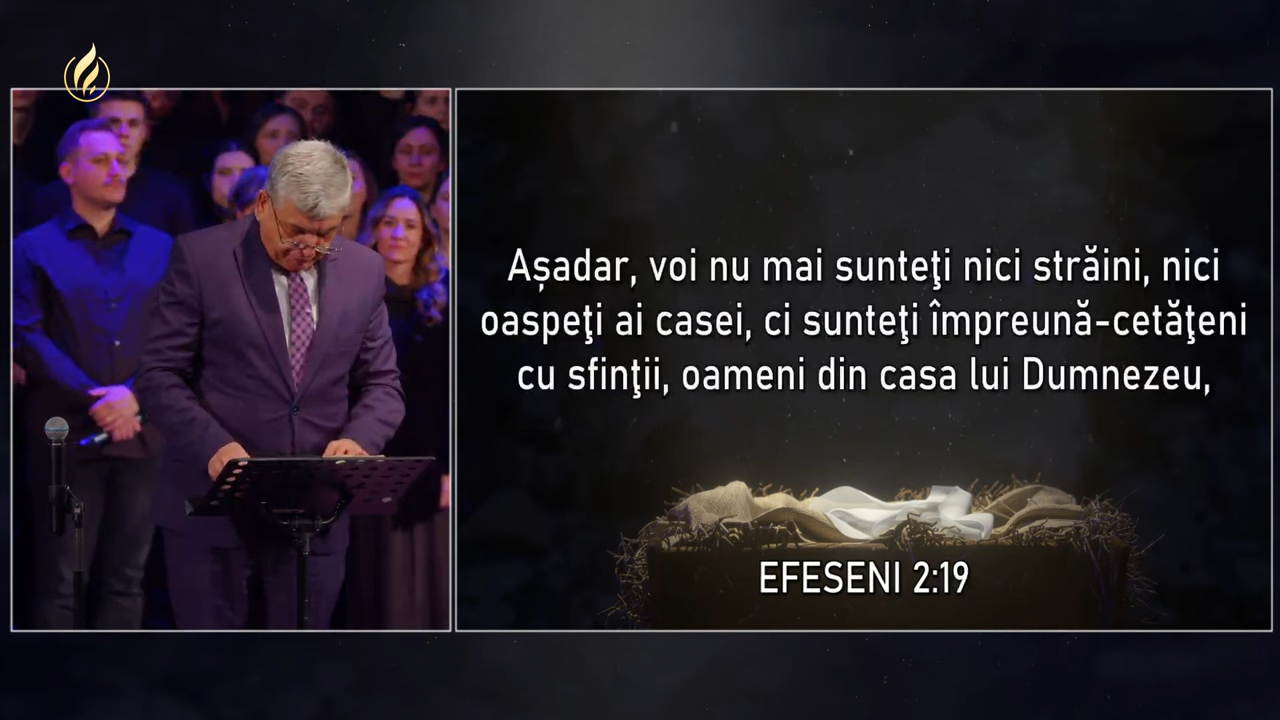 Așadar, voi nu mai sunteţi nici străini, nici
oaspeţi ai casei, ci sunteţi împreună-cetăţeni
cu sfinţii, oameni din casa lui Dumnezeu,
EFESENI 2:19